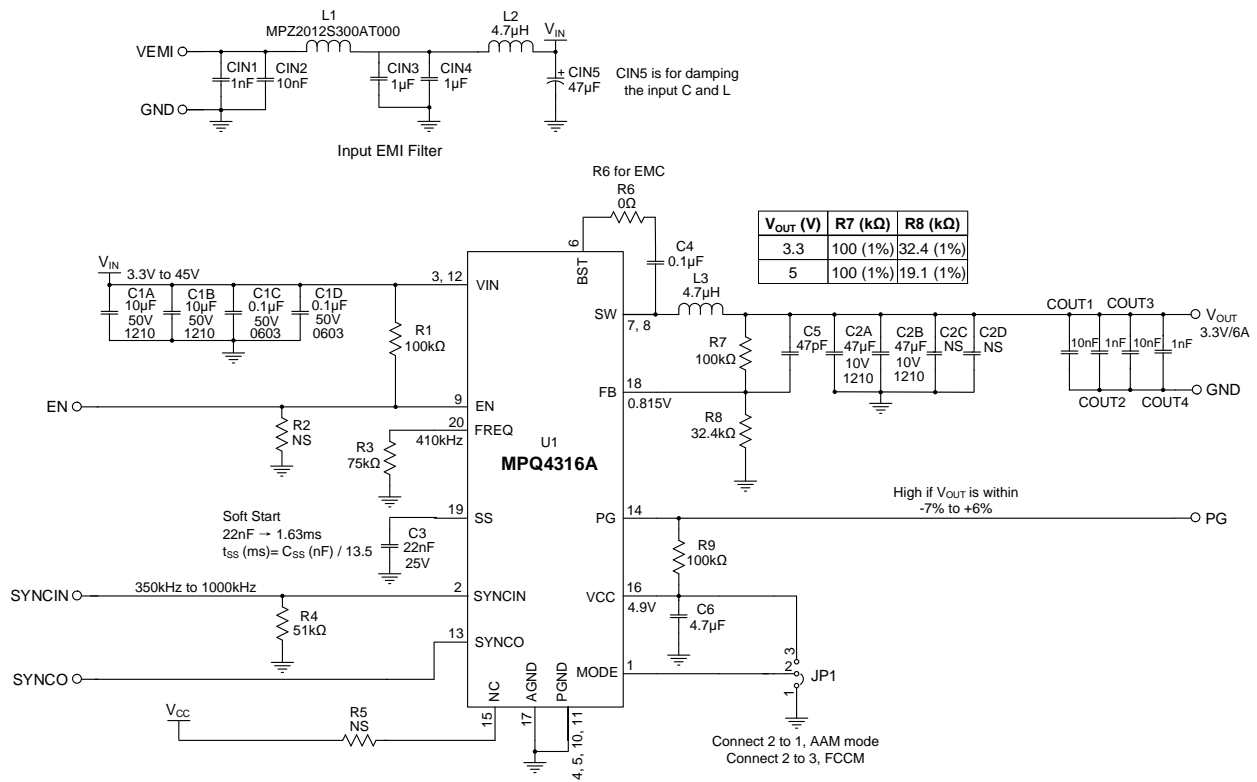 L1
MPZ2012S300AT000
L2
4.7µH
VIN
VEMI
CIN1
1nF
CIN2
10nF
CIN3
1µF
CIN4
1µF
+
CIN5
47µF
CIN5 is for damping
the input C and L
GND
Input EMI Filter
R6 for EMC
R6
0Ω
VOUT (V) R7 (kΩ) R8 (kΩ)
3.3 100 (1%) 32.4 (1%)
5 100 (1%) 19.1 (1%)
6
BST
C4
0.1µF
VIN
3.3V to 45V
3, 12
VIN
C1A
10µF
50V
1210
C1B
10µF
50V
1210
C1C
0.1µF
50V
0603
C1D
0.1µF
50V
0603
R1
100kΩ
L3
4.7µH
SW
7, 8
R7
100kΩ
C5
47pF
C2A
47µF
10V
1210
C2B
47µF
10V
1210
C2C
NS
C2D
NS
COUT1
COUT3
10nF
1nF
10nF
1nF
COUT2
COUT4
VOUT
3.3V/6A
GND
18
FB
0.815V
R8
32.4kΩ
EN
9
EN
R2
NS
20
FREQ
410kHz
R3
75kΩ
U1
MPQ4316A
High if VOUT is within
-7% to +6%
PG
14
PG
R9
100kΩ
19
SS
Soft Start
22nF → 1.63ms
tSS (ms)= CSS (nF) / 13.5
C3
22nF
25V
SYNCIN
350kHz to 1000kHz
2
SYNCIN
R4
51kΩ
VCC
16
4.9V
C6
4.7µF
13
SYNCO
SYNCO
MODE
1
3
2
1
JP1
NC
AGND
PGND
15
17
4, 5, 10, 11
VCC
R5
NS
Connect 2 to 1, AAM mode
Connect 2 to 3, FCCM